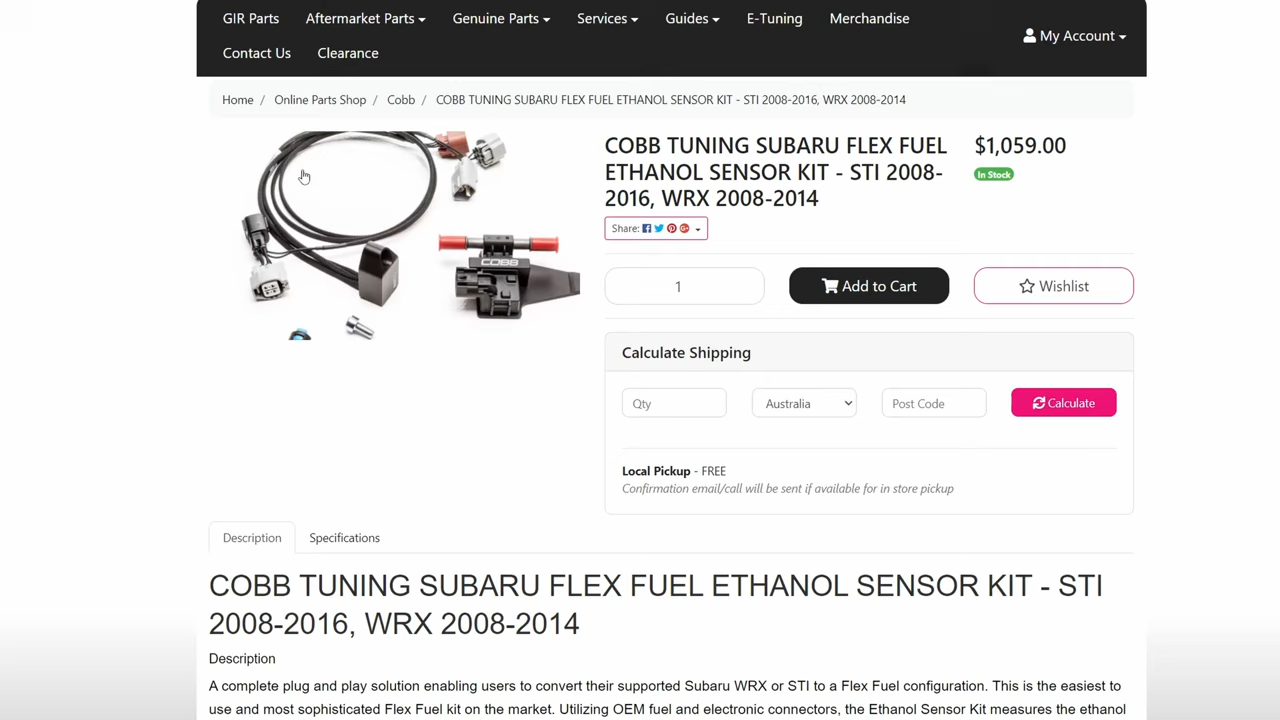 GIR Parts Aftermarket Parts Genuine Parts Services Guides E-Tuning Merchandise
My Account
Contact Us Clearance
Home / Online Parts Shop / Cobb / COBB TUNING SUBARU FLEX FUEL ETHANOL SENSOR KIT - STI 2008-2016, WRX 2008-2014
COBB
COBB TUNING SUBARU FLEX FUEL
ETHANOL SENSOR KIT - STI 2008-
2016, WRX 2008-2014
$1,059.00
In Stock
Share:
1 Add to Cart Wishlist
Calculate Shipping
Qty Australia Post Code Calculate
Local Pickup - FREE
Confirmation email/call will be sent if available for in store pickup
Description Specifications
COBB TUNING SUBARU FLEX FUEL ETHANOL SENSOR KIT - STI
2008-2016, WRX 2008-2014
Description
A complete plug and play solution enabling users to convert their supported Subaru WRX or STI to a Flex Fuel configuration. This is the easiest to
use and most sophisticated Flex Fuel kit on the market. Utilizing OEM fuel and electronic connectors, the Ethanol Sensor Kit measures the ethanol